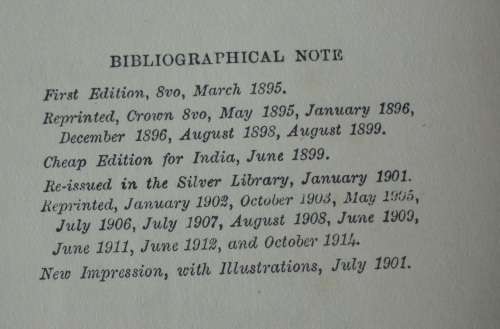 BIBLIOGRAPHICAL NOTE
First Edition, 8vo, March 1895.
Reprinted, Crown 8vo, May 1895, January 1896,
December 1896, August 1898, August 1899.
Cheap Edition for India, June 1899.
Re-issued in the Silver Library, January 1901.
Reprinted, January 1902, October 1903, May 1905,
July 1906, July 1907, August 1908, June 1909,
June 1911, June 1912, and October 1914.
New Impression, with Illustrations, July 1901.